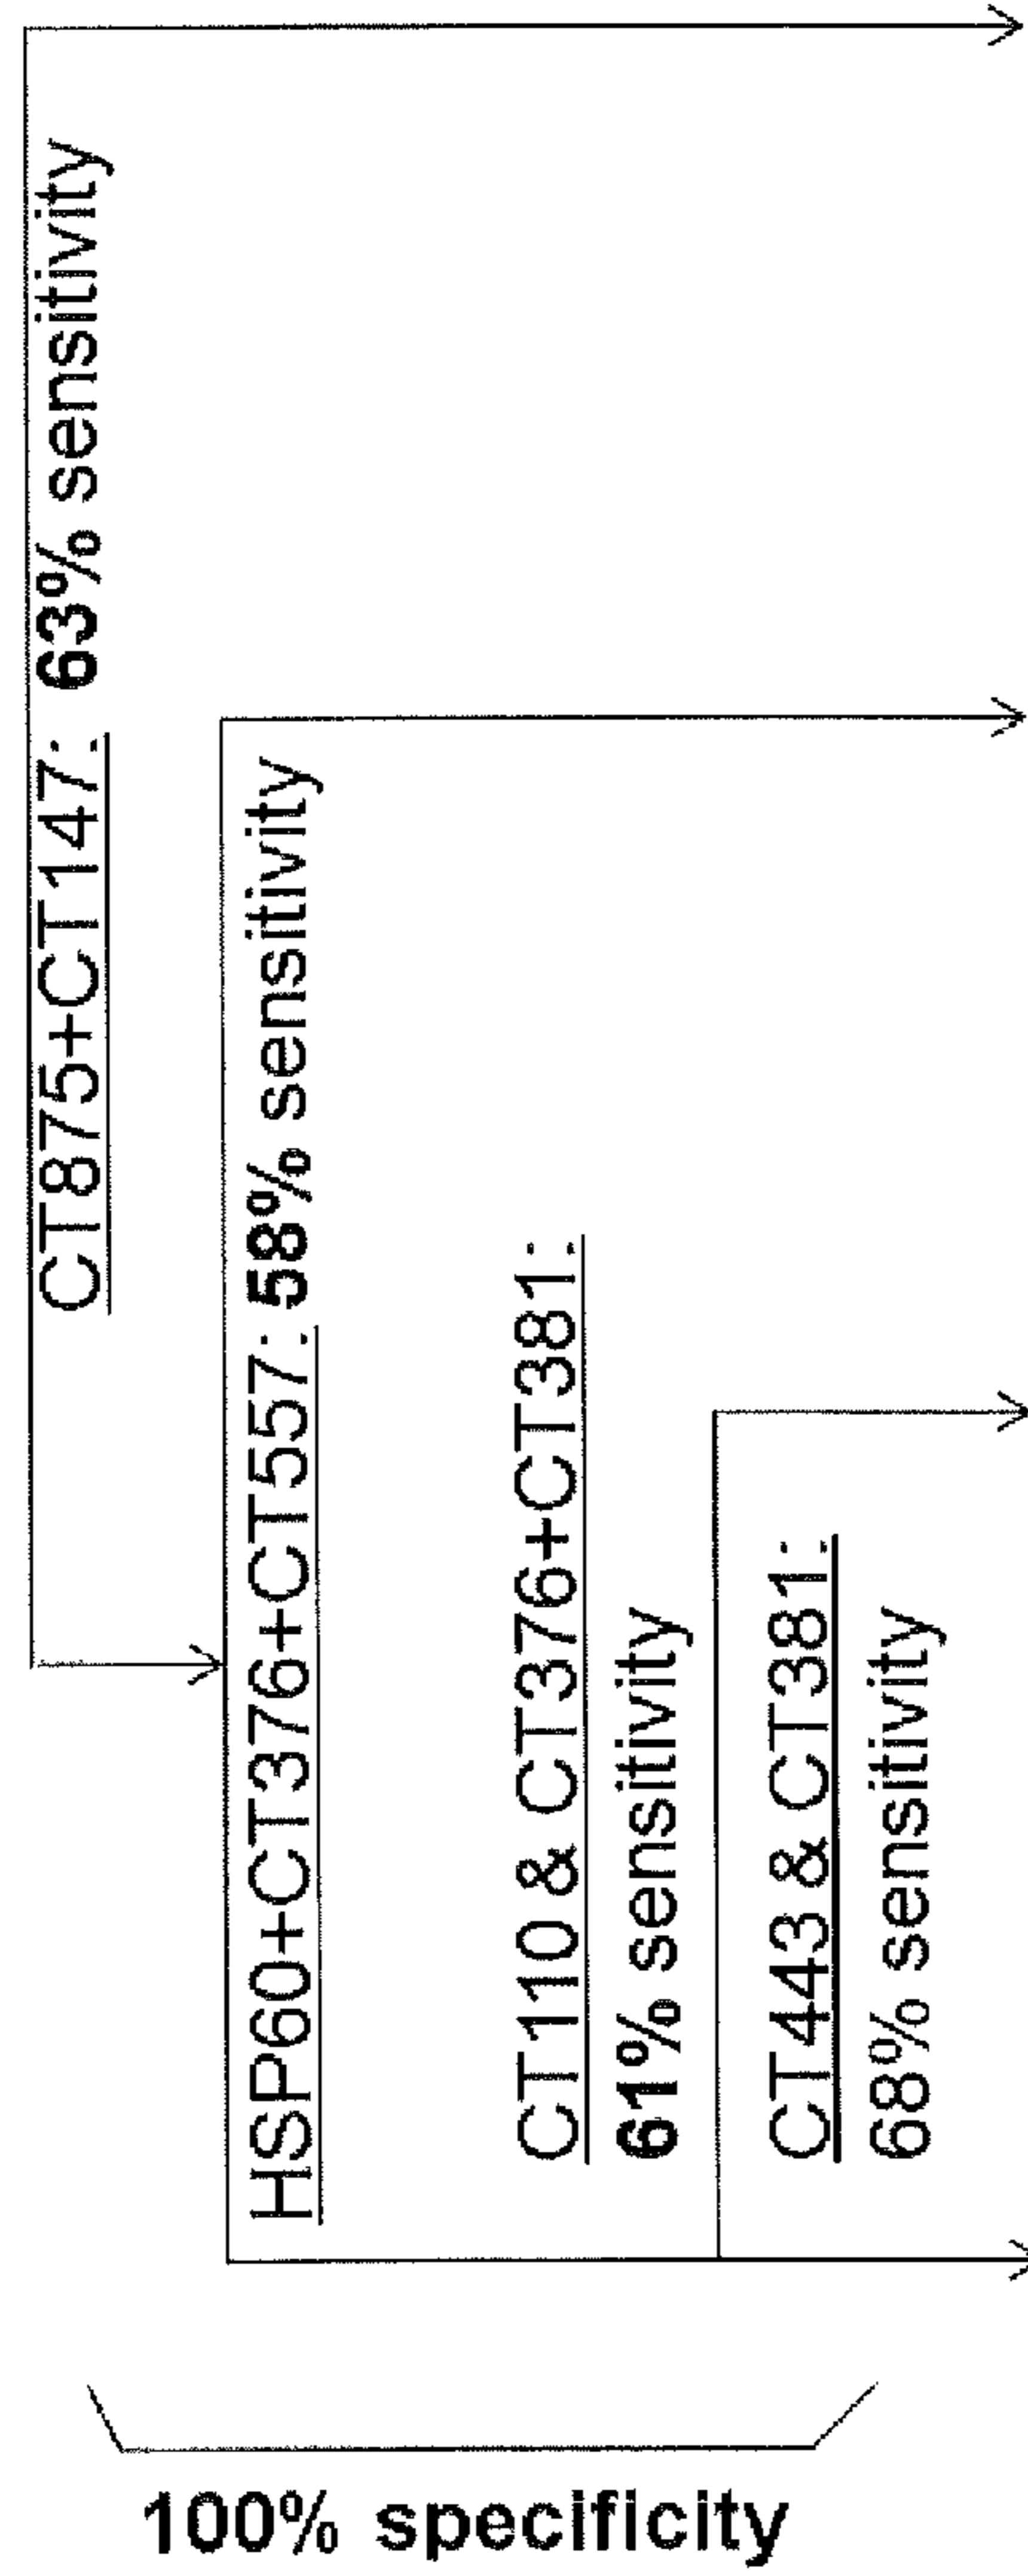 CT875+CT147: 63% sensitivity
HSP60+CT376+CT557: 58% sensitivity
CT110 & CT376+CT381:
61% sensitivity
CT443 & CT381:
68% sensitivity
100% specificity